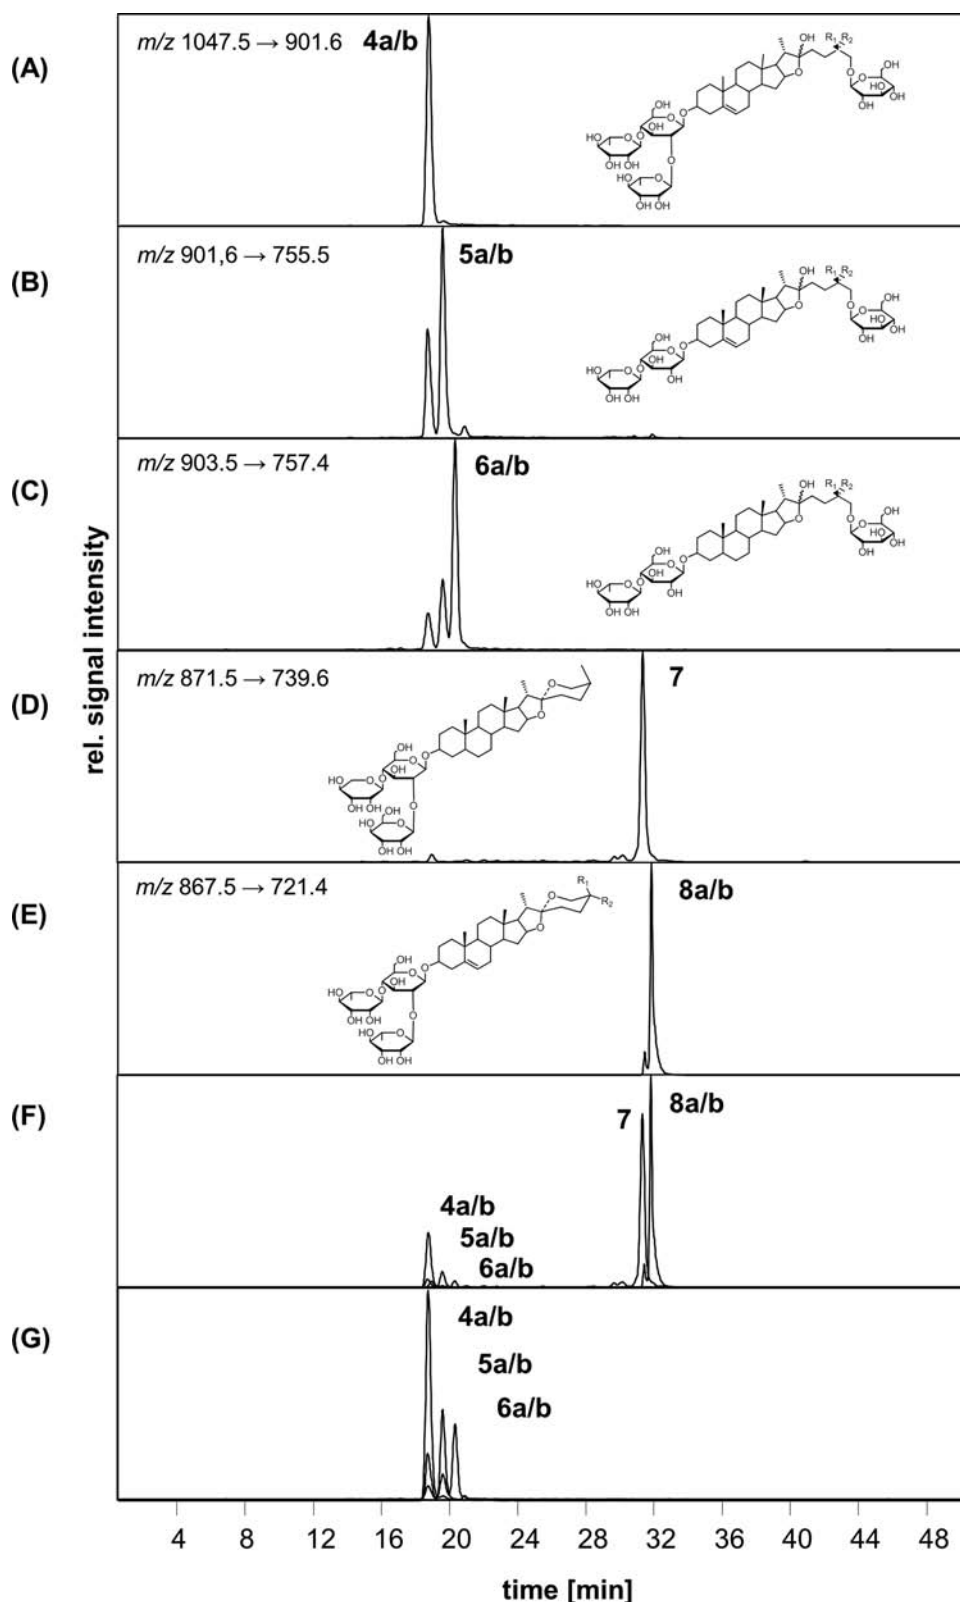 (A)
m/z 1047.5 → 901.6 4a/b
(B)
m/z 901,6 → 755.5 5a/b
(C)
m/z 903.5 → 757.4 6a/b
(D)
m/z 871.5 → 739.6 7
(E)
m/z 867.5 → 721.4 8a/b
(F)
7 8a/b
4a/b
5a/b
6a/b
(G)
4a/b
5a/b
6a/b
rel. signal intensity
4 8 12 16 20 24 28 32 36 40 44 48
time [min]